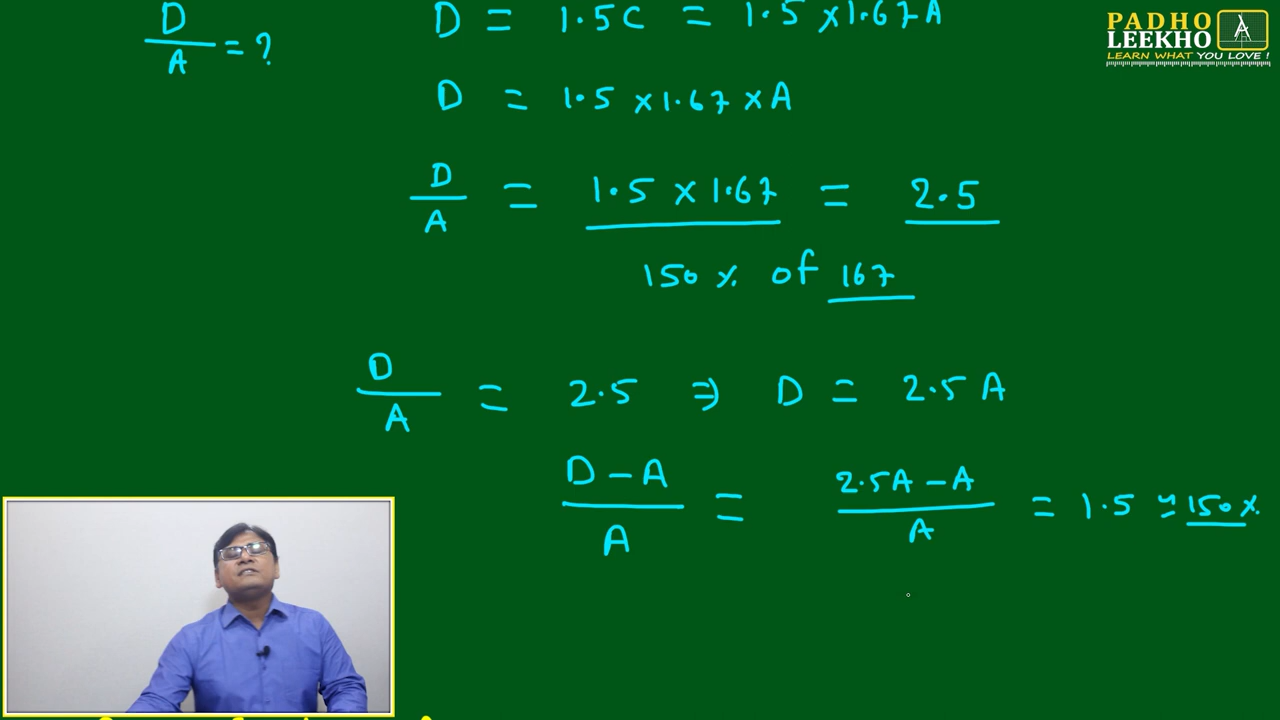 D/A = ?
D = 1.5C = 1.5 × 1.67A
D = 1.5 × 1.67 × A
D/A = 1.5 × 1.67 = 2.5
150 % of 167
D/A = 2.5 ⇒ D = 2.5 A
(D – A)/A = (2.5A – A)/A = 1.5 ≃ 150 %
PADHO
LEEKHO
LEARN WHAT YOU LOVE !